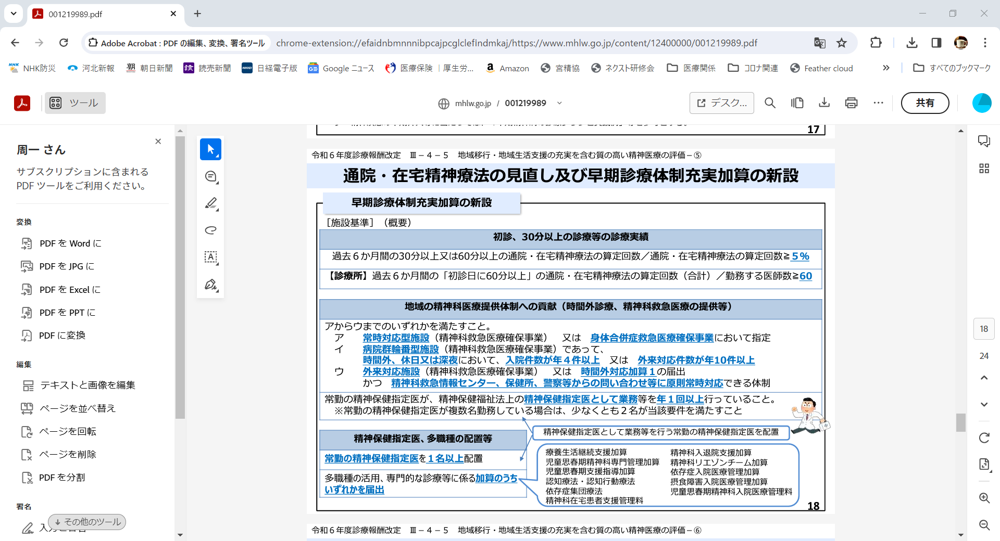 001219989.pdf
Adobe Acrobat : PDF の編集、変換、署名ツール
chrome-extension://efaidnbmnnnibpcajpcglclefindmkaj/https://www.mhlw.go.jp/content/12400000/001219989.pdf
NHK
NHK防災
河北新報
朝
朝日新聞
読
読売新聞
NIKKEI
日経電子版
GE
Google ニュース
医療保険 | 厚生労...
a
Amazon
宮精協
ネクスト研修会
医療関係
コロナ関連
Feather cloud
すべてのブックマーク
ツール
mhlw.go.jp / 001219989
デスク...
共有
周一 さん
サブスクリプションに含まれる
PDF ツールをご利用ください。
変換
PDF を Word に
PDF を JPG に
PDF を Excel に
PDF を PPT に
PDF に変換
編集
テキストと画像を編集
ページを並べ替え
ページを回転
ページを削除
PDF を分割
署名
↓ その他のツール
17
令和６年度診療報酬改定　Ⅲ－４－５　地域移行・地域生活支援の充実を含む質の高い精神医療の評価－⑤
通院・在宅精神療法の見直し及び早期診療体制充実加算の新設
早期診療体制充実加算の新設
［施設基準］（概要）
初診、30分以上の診療等の診療実績
過去６か月間の30分以上又は60分以上の通院・在宅精神療法の算定回数／通院・在宅精神療法の算定回数≧５％
【診療所】過去６か月間の「初診日に60分以上」の通院・在宅精神療法の算定回数（合計）／勤務する医師数≧60
地域の精神科医療提供体制への貢献（時間外診療、精神科救急医療の提供等）
アからウまでのいずれかを満たすこと。
ア　常時対応型施設（精神科救急医療確保事業）　又は　身体合併症救急医療確保事業において指定
イ　病院群輪番型施設（精神科救急医療確保事業）であって、
時間外、休日又は深夜において、入院件数が年４件以上　又は　外来対応件数が年10件以上
ウ　外来対応施設（精神科救急医療確保事業）　又は　時間外対応加算１の届出
かつ　精神科救急情報センター、保健所、警察等からの問い合わせ等に原則常時対応できる体制
常勤の精神保健指定医が、精神保健福祉法上の精神保健指定医として業務等を年１回以上行っていること。
※常勤の精神保健指定医が複数名勤務している場合は、少なくとも２名が当該要件を満たすこと
精神保健指定医、多職種の配置等
常勤の精神保健指定医を１名以上配置
多職種の活用、専門的な診療等に係る加算のうち
いずれかを届出
精神保健指定医として業務等を行う常勤の精神保健指定医を配置
療養生活継続支援加算
児童思春期精神科専門管理加算
児童思春期支援指導加算
認知療法・認知行動療法
依存症集団療法
精神科在宅患者支援管理料
精神科入退院支援加算
精神科リエゾンチーム加算
依存症入院医療管理加算
摂食障害入院医療管理加算
児童思春期精神科入院医療管理料
18
令和６年度診療報酬改定　Ⅲ－４－５　地域移行・地域生活支援の充実を含む質の高い精神医療の評価－⑥
18
24